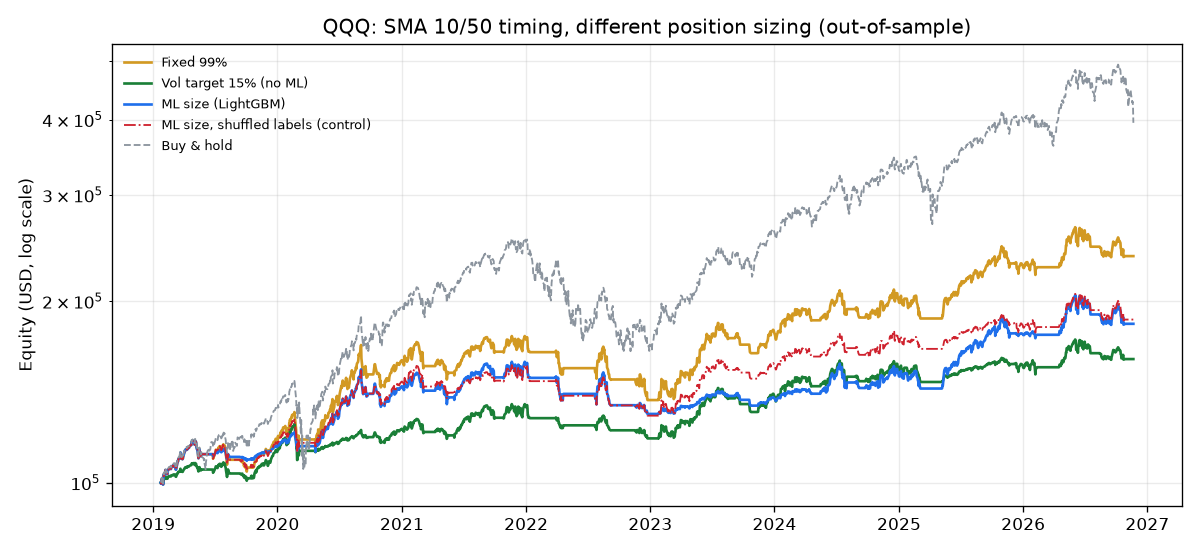 QQQ: SMA 10/50 timing, different position sizing (out-of-sample)
Fixed 99%
Vol target 15% (no ML)
ML size (LightGBM)
ML size, shuffled labels (control)
Buy & hold
Equity (USD, log scale)
4 × 10⁵
3 × 10⁵
2 × 10⁵
10⁵
2019 2020 2021 2022 2023 2024 2025 2026 2027